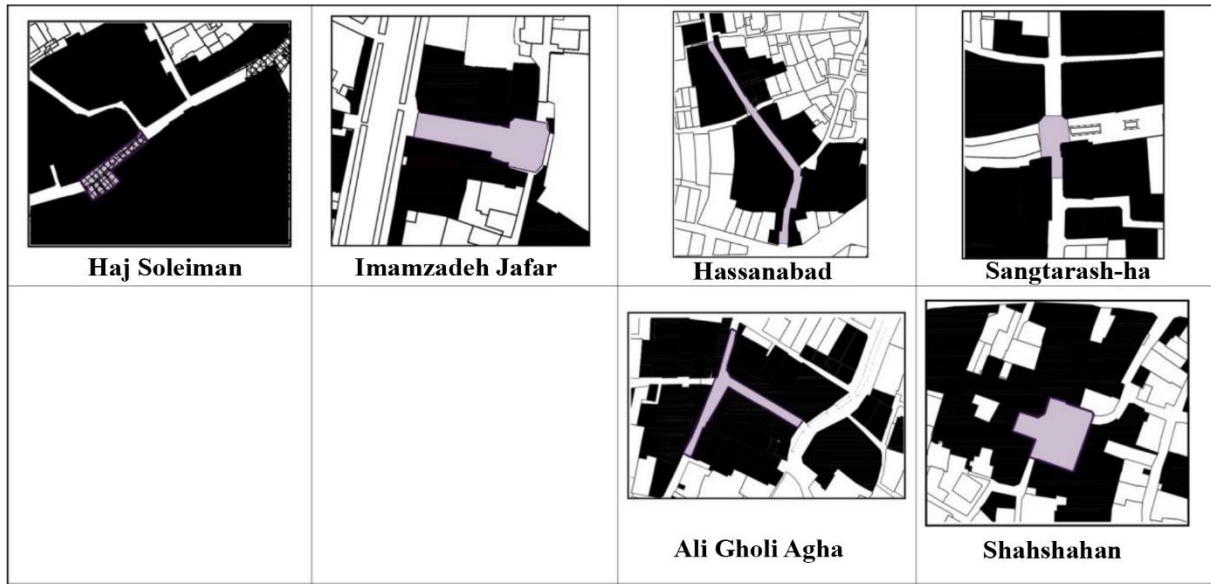 Haj Soleiman
Imamzadeh Jafar
Hassanabad
Sangtarash-ha
Ali Gholi Agha
Shahshahan